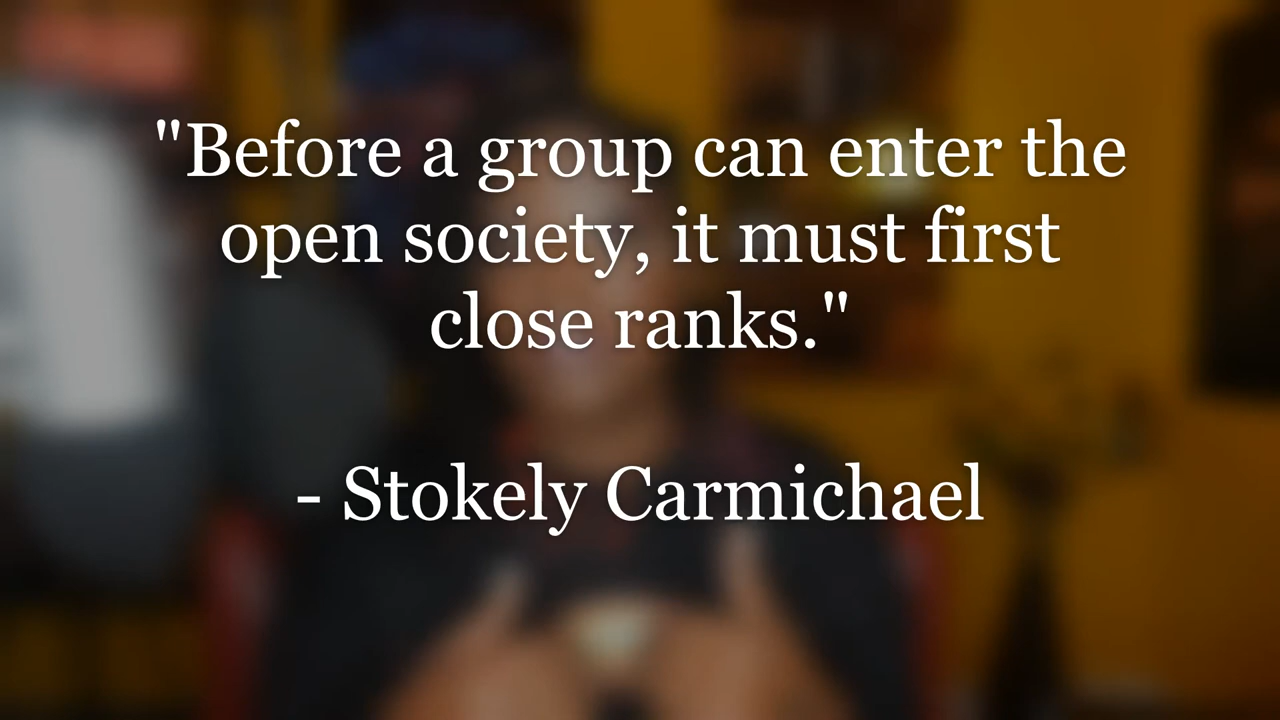 "Before a group can enter the
open society, it must first
close ranks."
- Stokely Carmichael